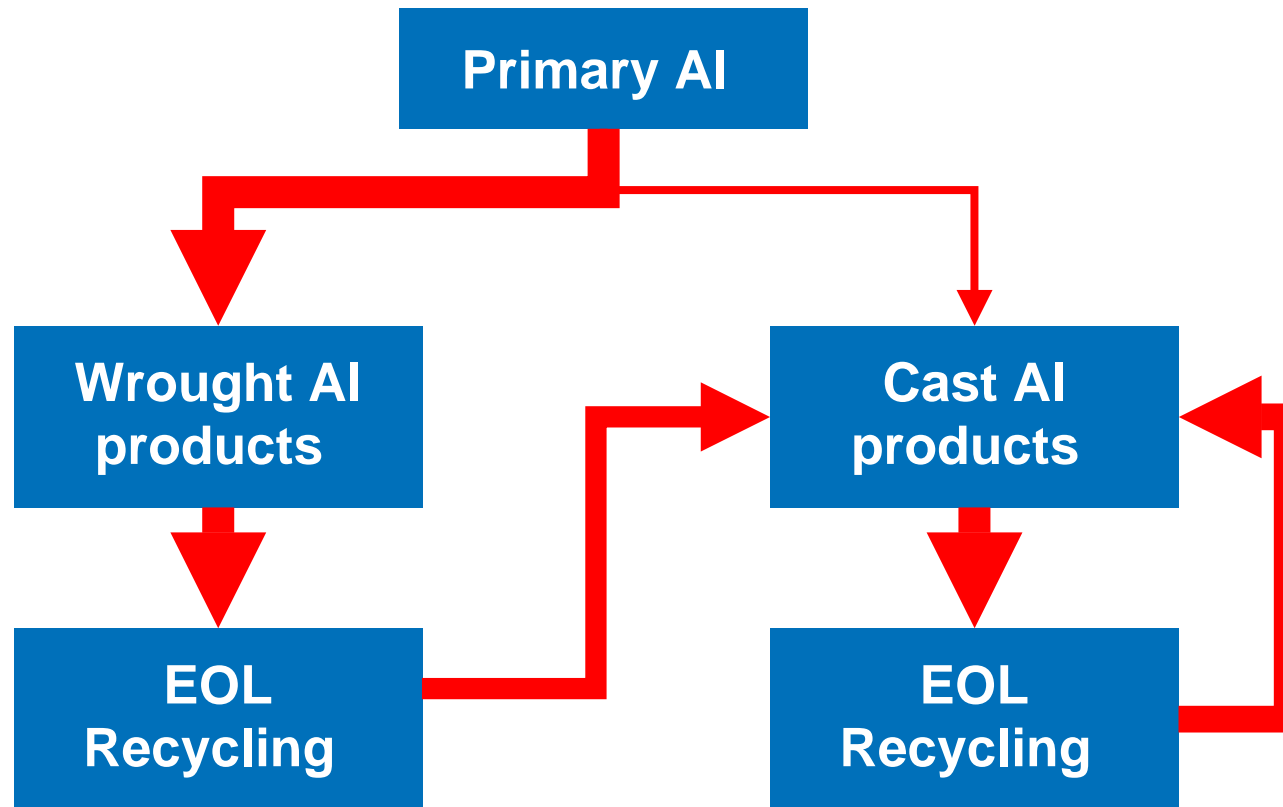 Primary Al
Wrought Al
products
Cast Al
products
EOL
Recycling
EOL
Recycling